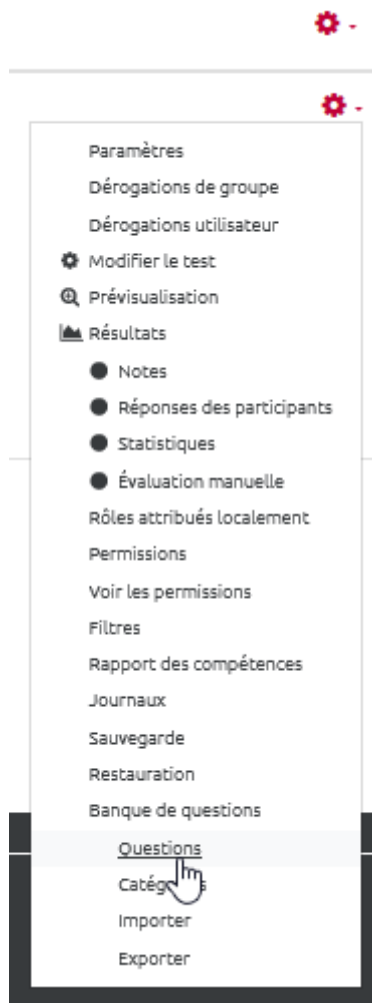 Paramètres
Dérogations de groupe
Dérogations utilisateur
Modifier le test
Prévisualisation
Résultats
Notes
Réponses des participants
Statistiques
Évaluation manuelle
Rôles attribués localement
Permissions
Voir les permissions
Filtres
Rapport des compétences
Journaux
Sauvegarde
Restauration
Banque de questions
Questions
Importer
Exporter